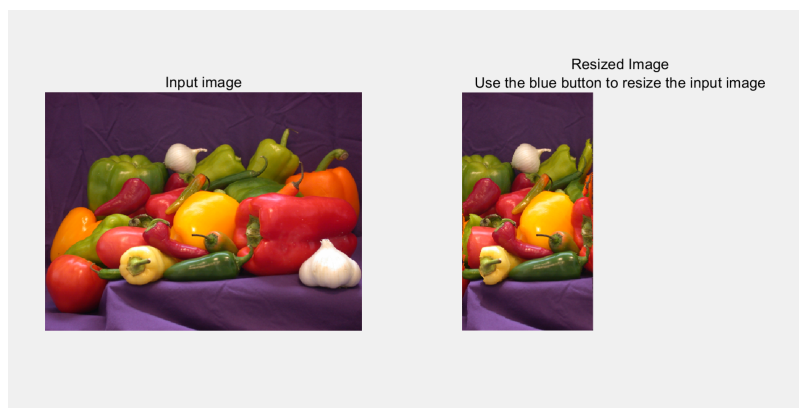 Input image
Resized Image
Use the blue button to resize the input image